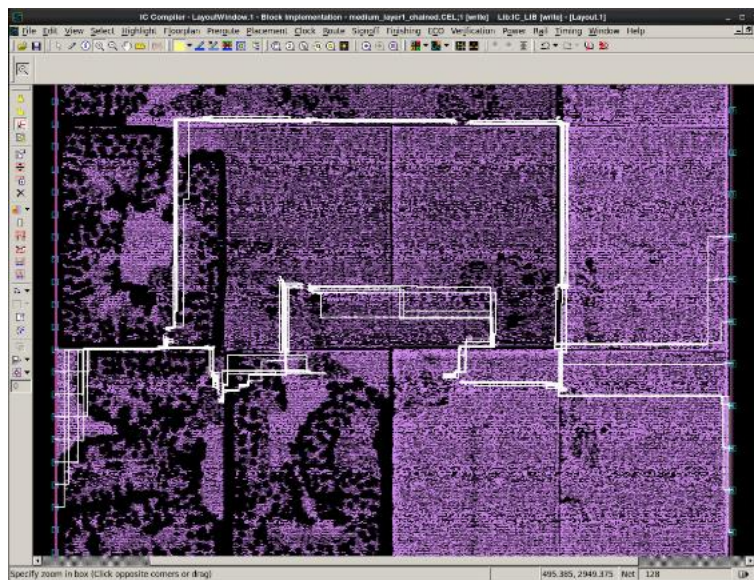 IC Compiler - LayoutWindow.1 - Block Implementation - medium_layer1_chained.CEL;1 [write]   Lib:IC_LIB [write] - [Layout.1]
File Edit View Select Highlight Floorplan Preroute Placement Clock Route Signoff Finishing ECO Verification Power Rail Timing Window Help
Specify zoom in box (Click opposite corners or drag)
495.385, 2949.375 Net 128